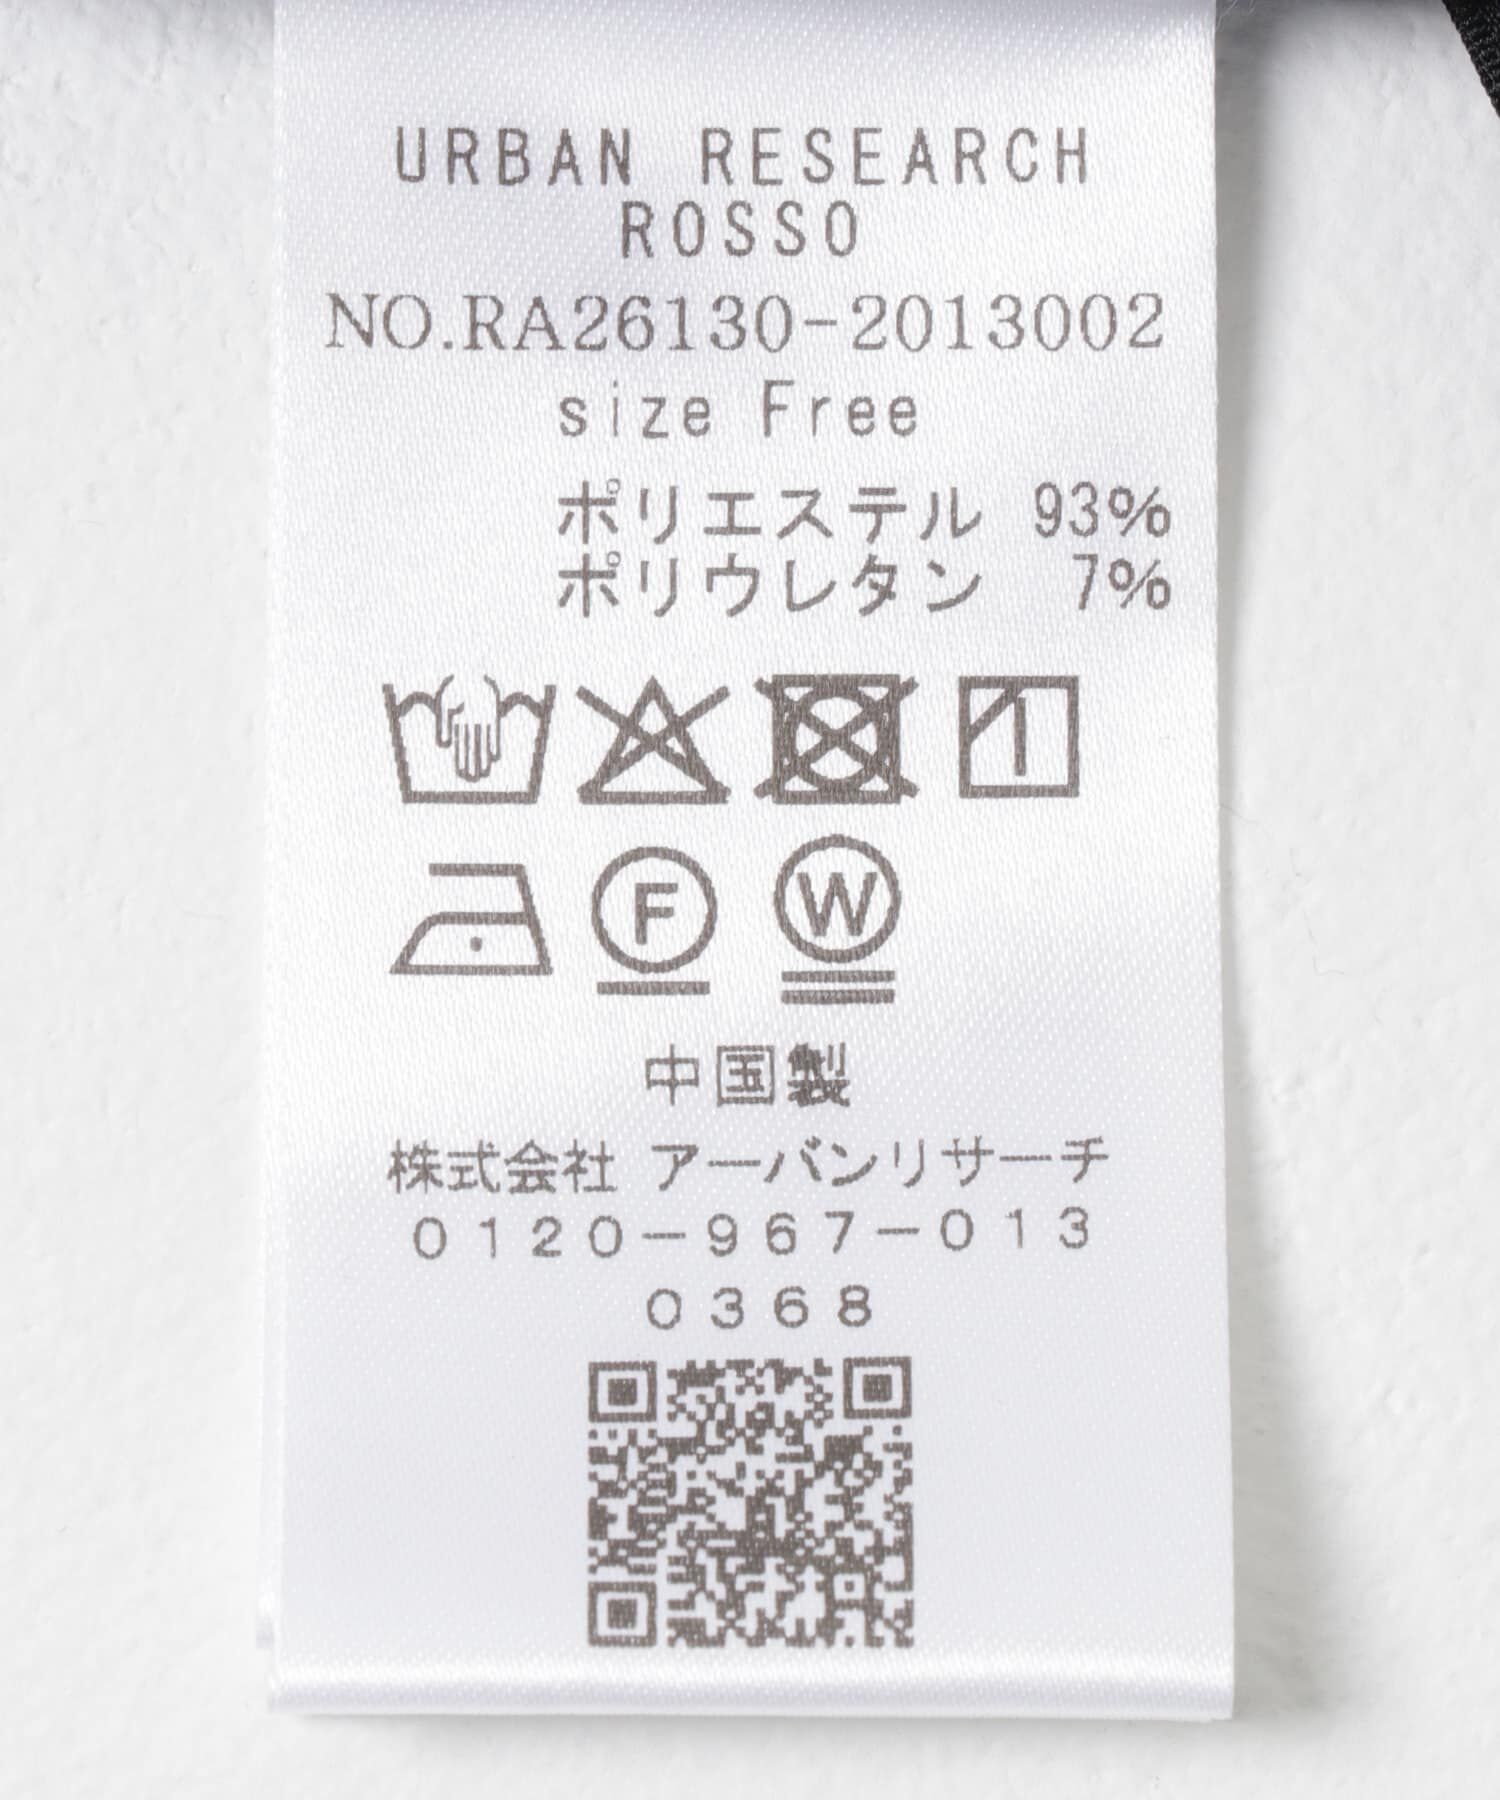 URBAN RESEARCH
ROSSO
NO.RA26130-2013002
size Free
ポリエステル 93%
ポリウレタン 7%
F W
中国製
株式会社 アーバンリサーチ
0120-967-013
0368